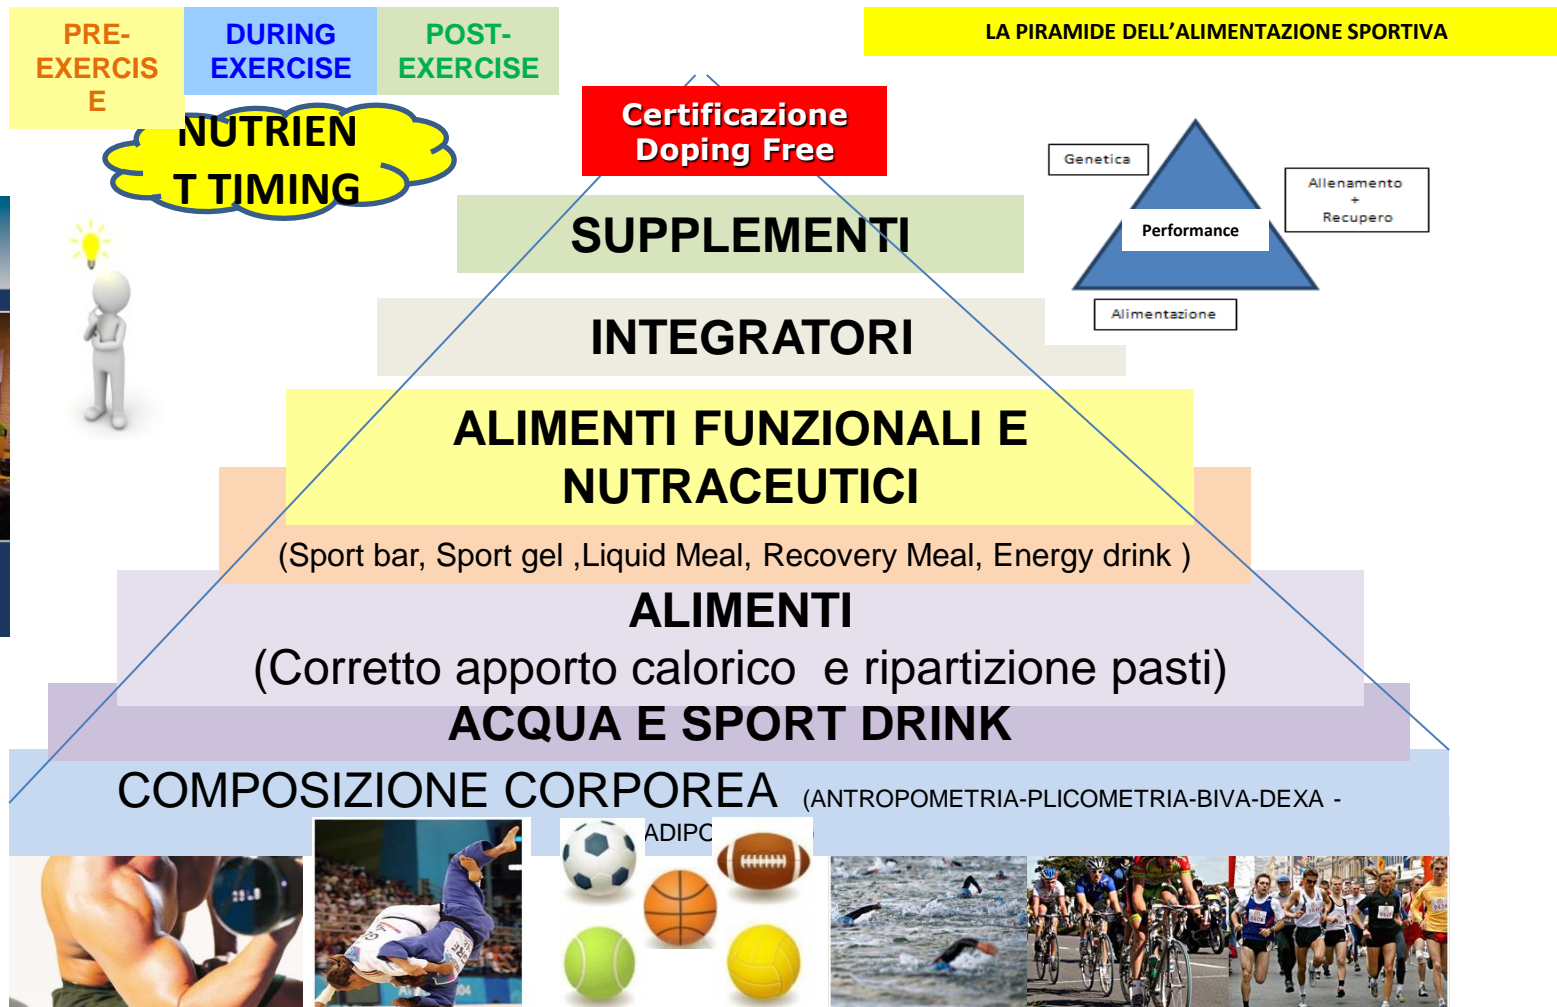 PRE-
EXERCIS
E
DURING
EXERCISE
POST-
EXERCISE
LA PIRAMIDE DELL’ALIMENTAZIONE SPORTIVA
NUTRIEN
T TIMING
Certificazione
Doping Free
Genetica
Allenamento
+
Recupero
Performance
Alimentazione
SUPPLEMENTI
INTEGRATORI
ALIMENTI FUNZIONALI E
NUTRACEUTICI
(Sport bar, Sport gel ,Liquid Meal, Recovery Meal, Energy drink )
ALIMENTI
(Corretto apporto calorico e ripartizione pasti)
ACQUA E SPORT DRINK
COMPOSIZIONE CORPOREA (ANTROPOMETRIA-PLICOMETRIA-BIVA-DEXA -
)